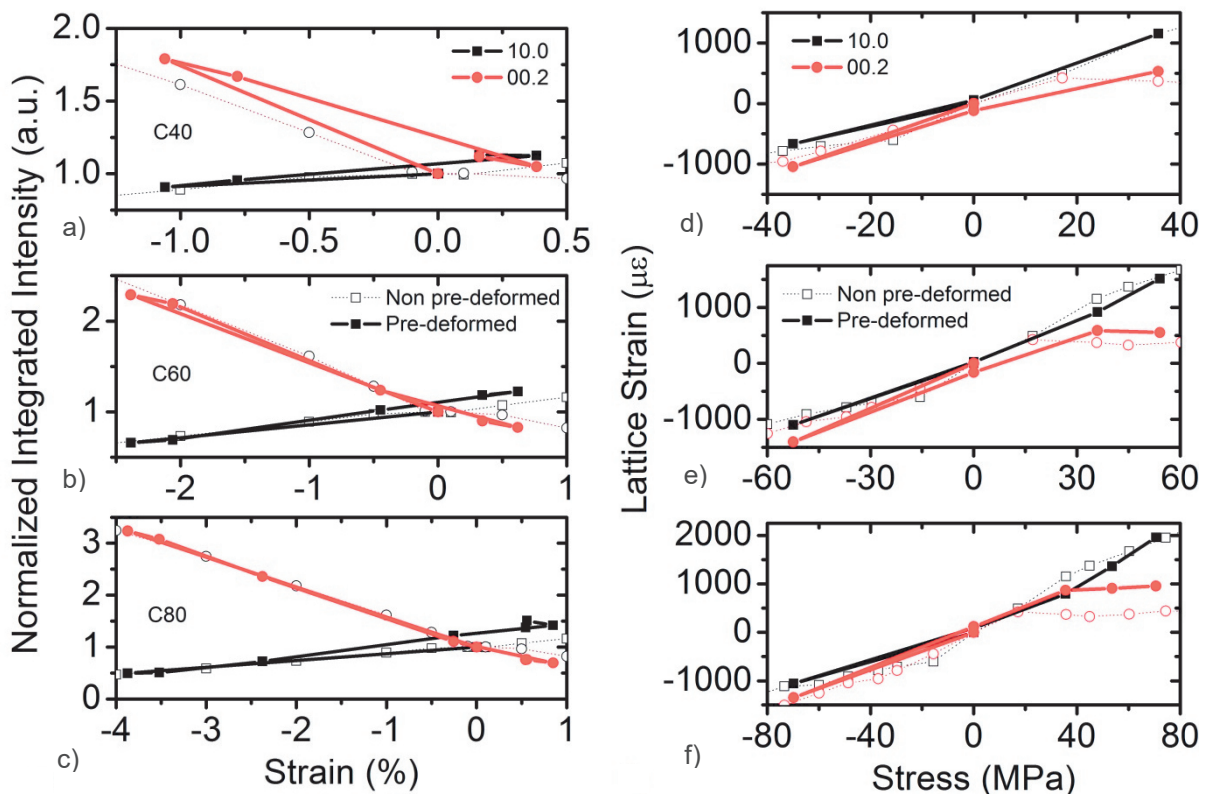 Normalized Integrated Intensity (a.u.)
2.0
1.5
1.0
10.0
00.2
C40
a)
-1.0 -0.5 0.0 0.5
2
1
Non pre-deformed
Pre-deformed
C60
b)
-2 -1 0 1
3
2
1
0
C80
c)
-4 -3 -2 -1 0 1
Strain (%)
Lattice Strain (με)
1000
0
-1000
10.0
00.2
d)
-40 -20 0 20 40
1000
0
-1000
Non pre-deformed
Pre-deformed
e)
-60 -30 0 30 60
2000
1000
0
-1000
f)
-80 -40 0 40 80
Stress (MPa)